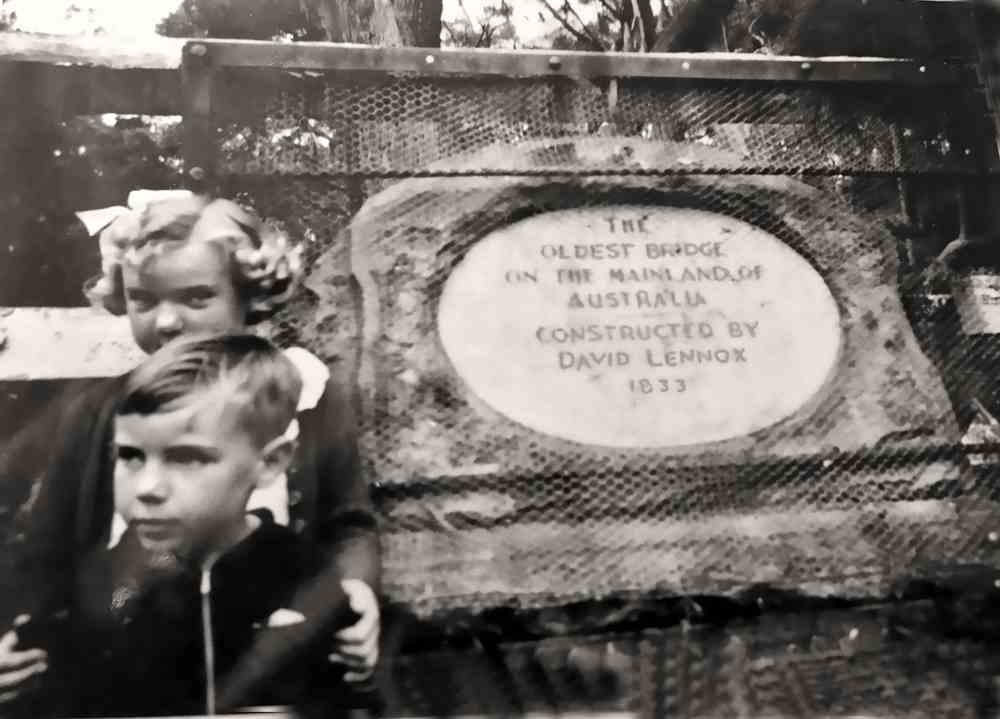 THE
OLDEST BRIDGE
ON THE MAINLAND OF
AUSTRALIA
CONSTRUCTED BY
DAVID LENNOX
1833